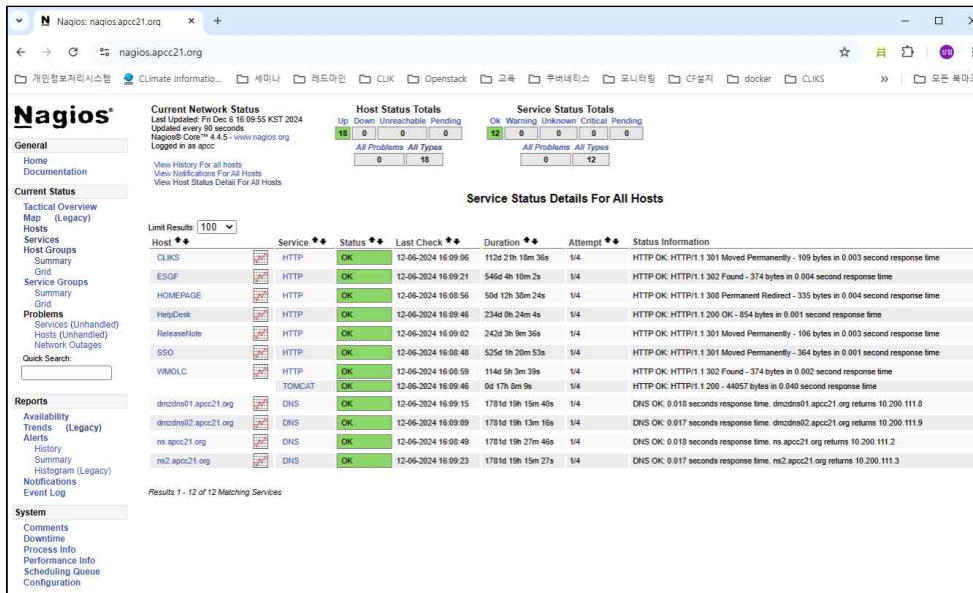 Nagios: nagios.apcc21.org
nagios.apcc21.org
개인정보저리시스템
CLimate Informatio...
세미나
레드마인
CLIK
Openstack
교육
쿠버네티스
모니터링
CF설치
docker
CLIKS
»
모든 북마크
Nagios®
General
Home
Documentation
Current Status
Tactical Overview
Map (Legacy)
Hosts
Services
Host Groups
Summary
Grid
Service Groups
Summary
Grid
Problems
Services (Unhandled)
Hosts (Unhandled)
Network Outages
Quick Search:
Reports
Availability
Trends (Legacy)
Alerts
History
Summary
Histogram (Legacy)
Notifications
Event Log
System
Comments
Downtime
Process Info
Performance Info
Scheduling Queue
Configuration
Current Network Status
Last Updated: Fri Dec 6 16:09:55 KST 2024
Updated every 90 seconds
Nagios® Core™ 4.4.5 - www.nagios.org
Logged in as apcc
View History For all hosts
View Notifications For All Hosts
View Host Status Detail For All Hosts
Host Status Totals
Up Down Unreachable Pending
18 0 0 0
All Problems All Types
0 18
Service Status Totals
Ok Warning Unknown Critical Pending
12 0 0 0 0
All Problems All Types
0 12
Service Status Details For All Hosts
Limit Results: 100
Host Service Status Last Check Duration Attempt Status Information
CLIKS HTTP OK 12-06-2024 16:09:06 112d 21h 18m 36s 1/4 HTTP OK: HTTP/1.1 301 Moved Permanently - 109 bytes in 0.003 second response time
ESGF HTTP OK 12-06-2024 16:09:21 546d 4h 10m 2s 1/4 HTTP OK: HTTP/1.1 302 Found - 374 bytes in 0.004 second response time
HOMEPAGE HTTP OK 12-06-2024 16:08:56 50d 12h 38m 24s 1/4 HTTP OK: HTTP/1.1 308 Permanent Redirect - 335 bytes in 0.004 second response time
HelpDesk HTTP OK 12-06-2024 16:09:46 234d 0h 24m 4s 1/4 HTTP OK: HTTP/1.1 200 OK - 854 bytes in 0.001 second response time
ReleaseNote HTTP OK 12-06-2024 16:09:02 242d 3h 9m 36s 1/4 HTTP OK: HTTP/1.1 301 Moved Permanently - 106 bytes in 0.003 second response time
SSO HTTP OK 12-06-2024 16:08:48 525d 1h 20m 53s 1/4 HTTP OK: HTTP/1.1 301 Moved Permanently - 364 bytes in 0.001 second response time
WMOLC HTTP OK 12-06-2024 16:08:59 114d 5h 3m 39s 1/4 HTTP OK: HTTP/1.1 302 Found - 374 bytes in 0.002 second response time
TOMCAT OK 12-06-2024 16:09:46 0d 17h 8m 9s 1/4 HTTP OK: HTTP/1.1 200 - 44057 bytes in 0.040 second response time
dmzdns01.apcc21.org DNS OK 12-06-2024 16:09:15 1781d 19h 15m 40s 1/4 DNS OK: 0.018 seconds response time. dmzdns01.apcc21.org returns 10.200.111.8
dmzdns02.apcc21.org DNS OK 12-06-2024 16:09:09 1781d 19h 13m 16s 1/4 DNS OK: 0.017 seconds response time. dmzdns02.apcc21.org returns 10.200.111.9
ns.apcc21.org DNS OK 12-06-2024 16:08:49 1781d 19h 27m 46s 1/4 DNS OK: 0.018 seconds response time. ns.apcc21.org returns 10.200.111.2
ns2.apcc21.org DNS OK 12-06-2024 16:09:23 1781d 19h 15m 27s 1/4 DNS OK: 0.017 seconds response time. ns2.apcc21.org returns 10.200.111.3
Results 1 - 12 of 12 Matching Services